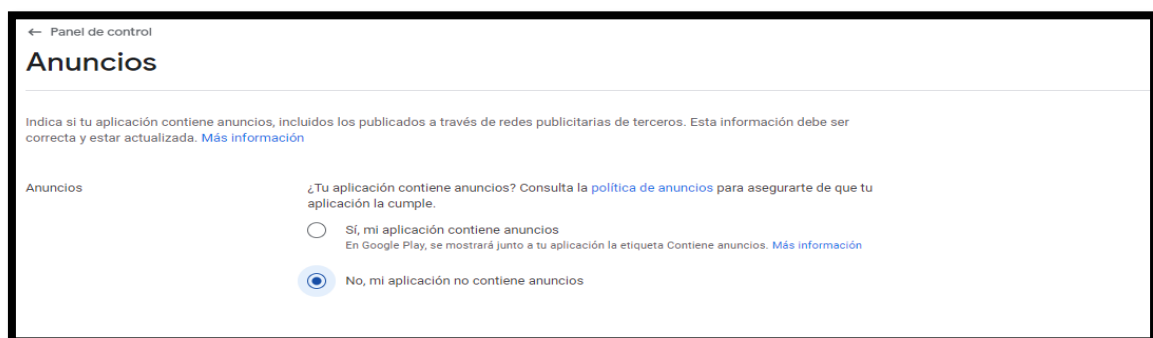 ← Panel de control
Anuncios
Indica si tu aplicación contiene anuncios, incluidos los publicados a través de redes publicitarias de terceros. Esta información debe ser
correcta y estar actualizada. Más información
Anuncios
¿Tu aplicación contiene anuncios? Consulta la política de anuncios para asegurarte de que tu
aplicación la cumple.
Sí, mi aplicación contiene anuncios
En Google Play, se mostrará junto a tu aplicación la etiqueta Contiene anuncios. Más información
No, mi aplicación no contiene anuncios